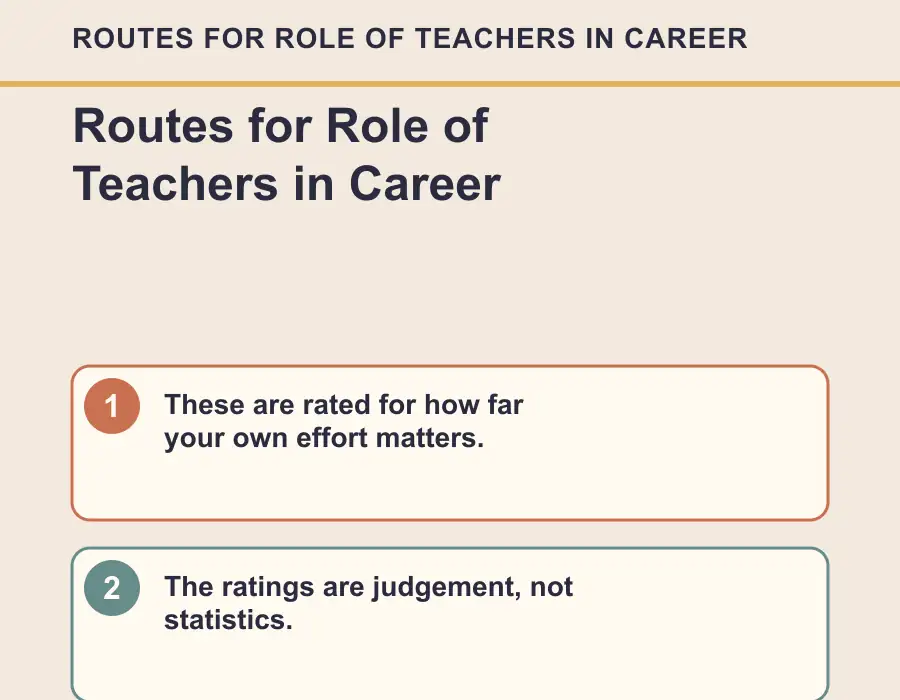 ROUTES FOR ROLE OF TEACHERS IN CAREER
Routes for Role of
Teachers in Career
1
These are rated for how far
your own effort matters.
2
The ratings are judgement, not
statistics.